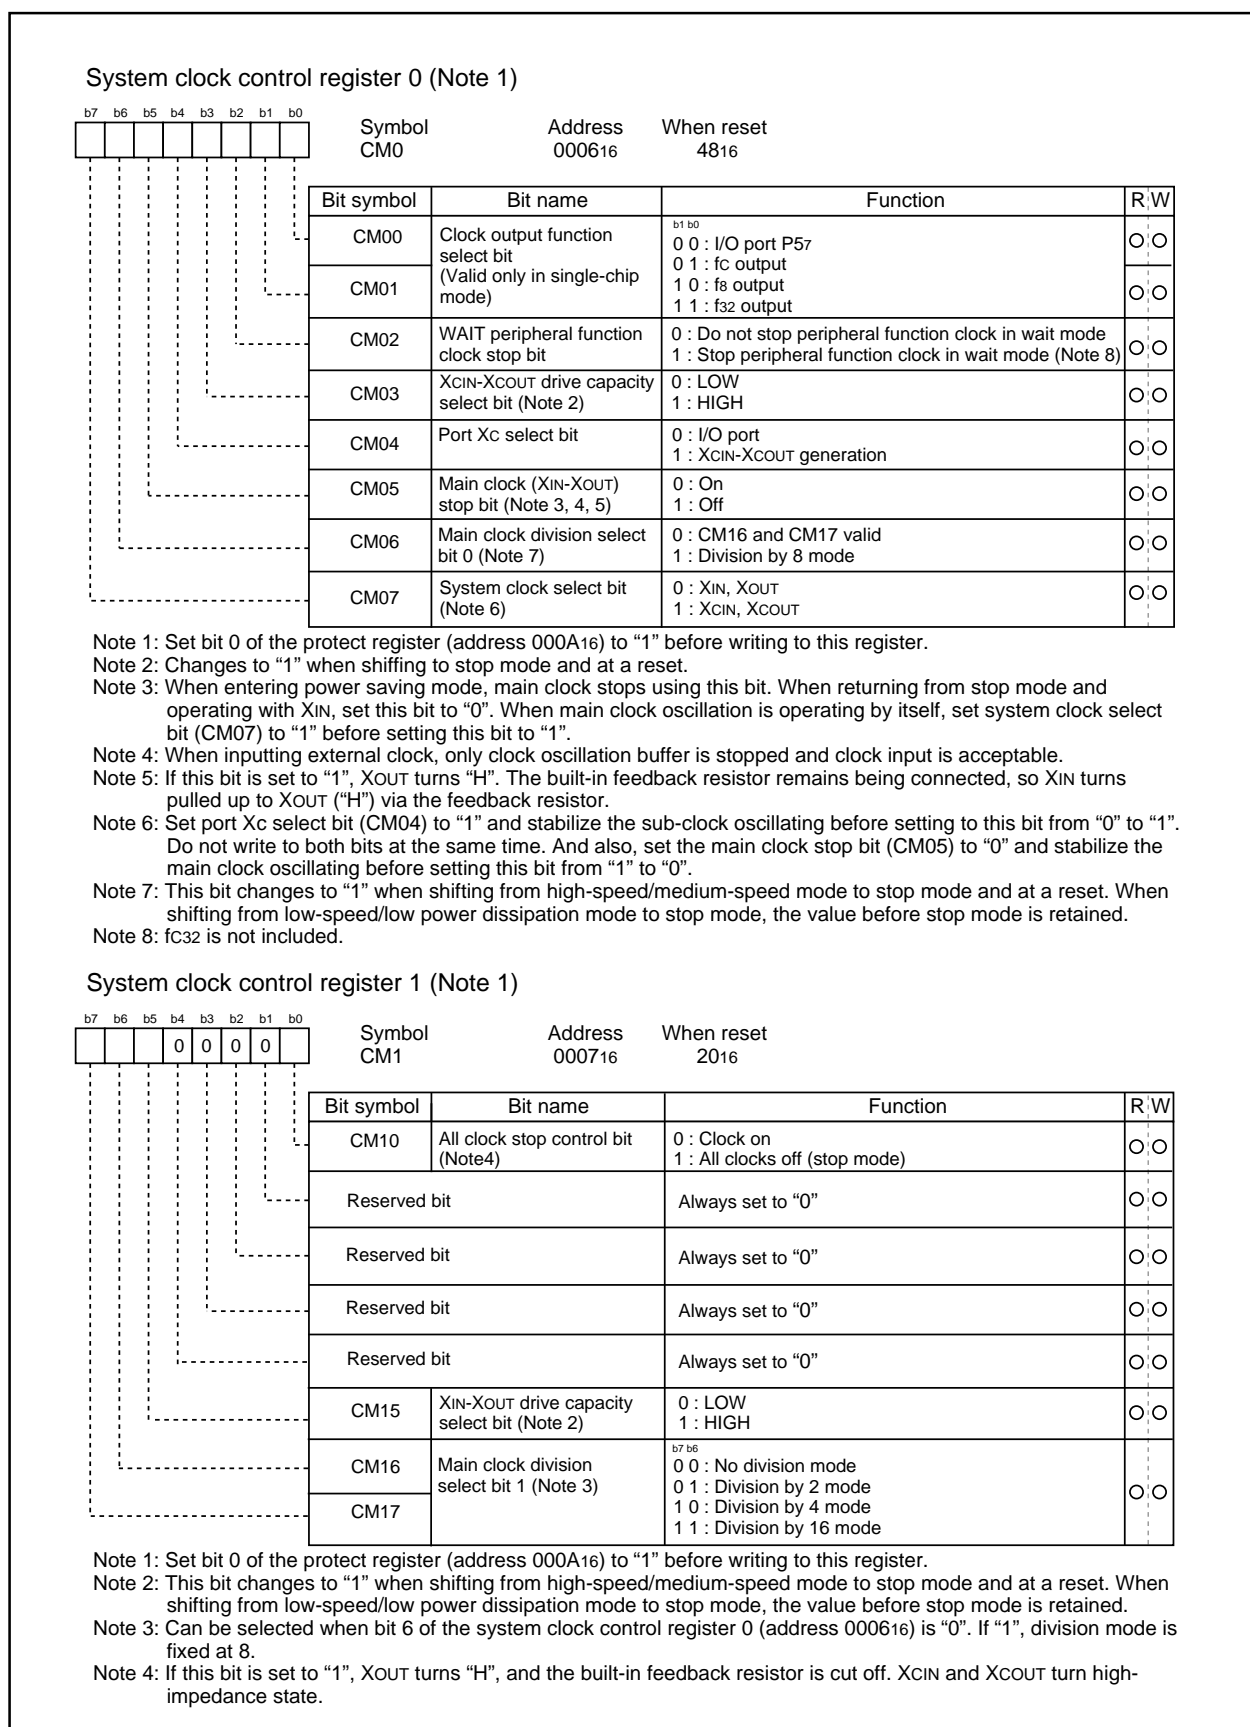 System clock control register 0 (Note 1)
b7 b6 b5 b4 b3 b2 b1 b0
Symbol Address When reset
CM0 000616 4816
Bit symbol Bit name Function R W
CM00 Clock output function select bit (Valid only in single-chip mode)
CM01
b1 b0
0 0 : I/O port P57
0 1 : fC output
1 0 : f8 output
1 1 : f32 output
CM02 WAIT peripheral function clock stop bit
0 : Do not stop peripheral function clock in wait mode
1 : Stop peripheral function clock in wait mode (Note 8)
CM03 XCIN-XCOUT drive capacity select bit (Note 2)
0 : LOW
1 : HIGH
CM04 Port XC select bit
0 : I/O port
1 : XCIN-XCOUT generation
CM05 Main clock (XIN-XOUT) stop bit (Note 3, 4, 5)
0 : On
1 : Off
CM06 Main clock division select bit 0 (Note 7)
0 : CM16 and CM17 valid
1 : Division by 8 mode
CM07 System clock select bit (Note 6)
0 : XIN, XOUT
1 : XCIN, XCOUT
Note 1: Set bit 0 of the protect register (address 000A16) to “1” before writing to this register.
Note 2: Changes to “1” when shiffing to stop mode and at a reset.
Note 3: When entering power saving mode, main clock stops using this bit. When returning from stop mode and
operating with XIN, set this bit to “0”. When main clock oscillation is operating by itself, set system clock select
bit (CM07) to “1” before setting this bit to “1”.
Note 4: When inputting external clock, only clock oscillation buffer is stopped and clock input is acceptable.
Note 5: If this bit is set to “1”, XOUT turns “H”. The built-in feedback resistor remains being connected, so XIN turns
pulled up to XOUT (“H”) via the feedback resistor.
Note 6: Set port Xc select bit (CM04) to “1” and stabilize the sub-clock oscillating before setting to this bit from “0” to “1”.
Do not write to both bits at the same time. And also, set the main clock stop bit (CM05) to “0” and stabilize the
main clock oscillating before setting this bit from “1” to “0”.
Note 7: This bit changes to “1” when shifting from high-speed/medium-speed mode to stop mode and at a reset. When
shifting from low-speed/low power dissipation mode to stop mode, the value before stop mode is retained.
Note 8: fC32 is not included.
System clock control register 1 (Note 1)
b7 b6 b5 b4 b3 b2 b1 b0
0 0 0 0
Symbol Address When reset
CM1 000716 2016
Bit symbol Bit name Function R W
CM10 All clock stop control bit (Note4)
0 : Clock on
1 : All clocks off (stop mode)
Reserved bit Always set to “0”
Reserved bit Always set to “0”
Reserved bit Always set to “0”
Reserved bit Always set to “0”
CM15 XIN-XOUT drive capacity select bit (Note 2)
0 : LOW
1 : HIGH
CM16 Main clock division select bit 1 (Note 3)
CM17
b7 b6
0 0 : No division mode
0 1 : Division by 2 mode
1 0 : Division by 4 mode
1 1 : Division by 16 mode
Note 1: Set bit 0 of the protect register (address 000A16) to “1” before writing to this register.
Note 2: This bit changes to “1” when shifting from high-speed/medium-speed mode to stop mode and at a reset. When
shifting from low-speed/low power dissipation mode to stop mode, the value before stop mode is retained.
Note 3: Can be selected when bit 6 of the system clock control register 0 (address 000616) is “0”. If “1”, division mode is
fixed at 8.
Note 4: If this bit is set to “1”, XOUT turns “H”, and the built-in feedback resistor is cut off. XCIN and XCOUT turn high-
impedance state.